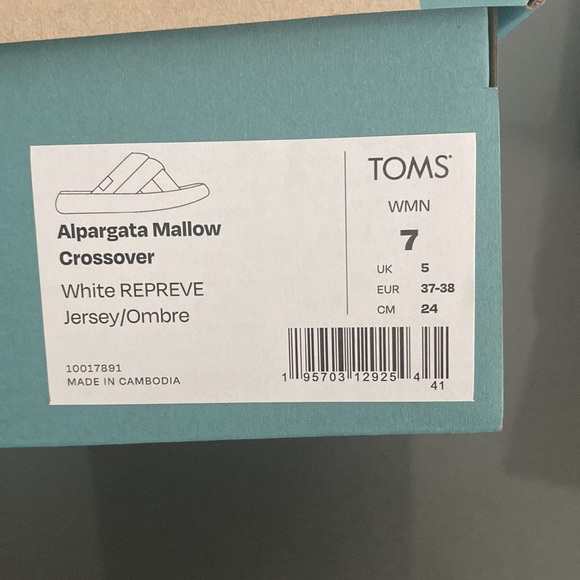 Alpargata Mallow
Crossover
White REPREVE
Jersey/Ombre
10017891
MADE IN CAMBODIA
TOMS
WMN
7
UK 5
EUR 37-38
CM 24
1 95703 12925 4
41